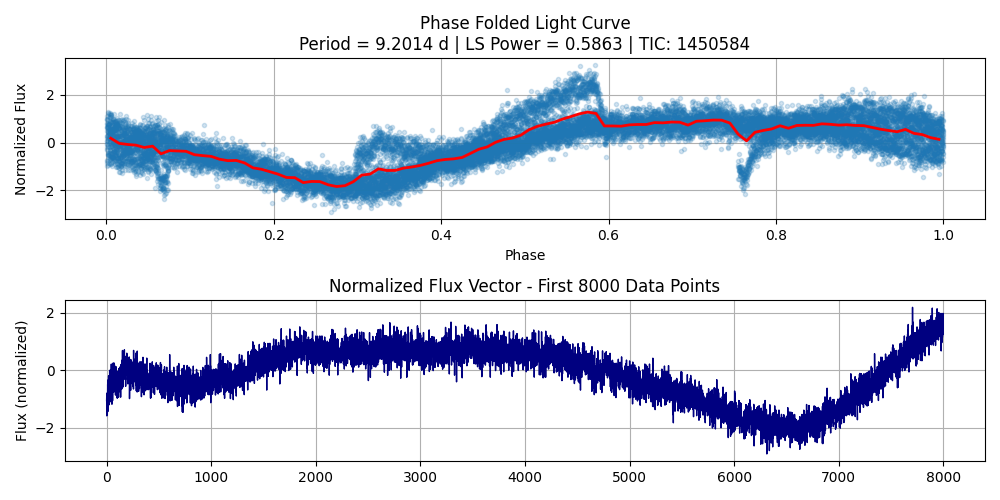 Phase Folded Light Curve
Period = 9.2014 d | LS Power = 0.5863 | TIC: 1450584
Normalized Flux
2
0
−2
0.0 0.2 0.4 0.6 0.8 1.0
Phase
Normalized Flux Vector - First 8000 Data Points
Flux (normalized)
2
0
−2
0 1000 2000 3000 4000 5000 6000 7000 8000